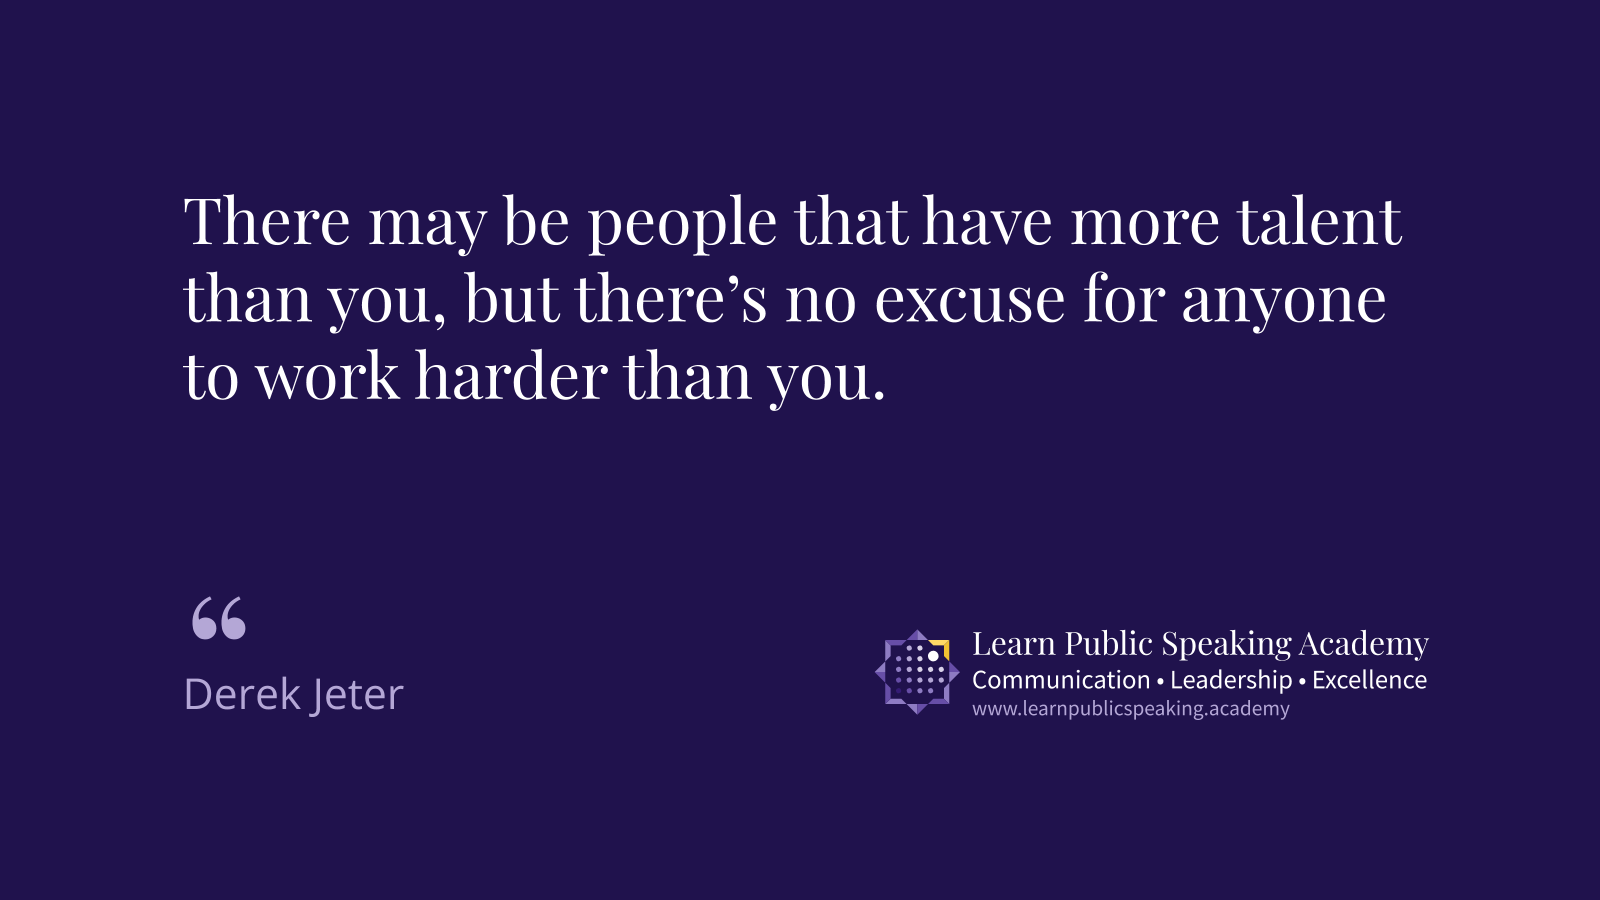 There may be people that have more talent
than you, but there’s no excuse for anyone
to work harder than you.
“
Derek Jeter
Learn Public Speaking Academy
Communication • Leadership • Excellence
www.learnpublicspeaking.academy